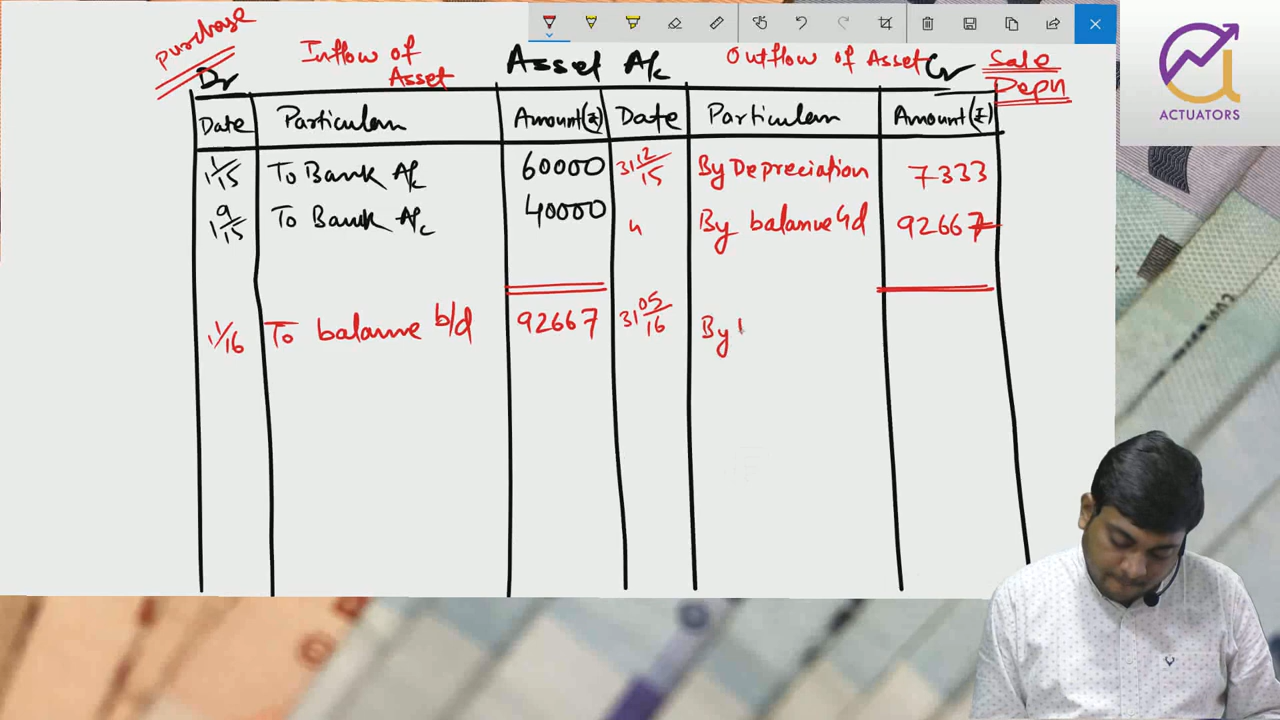 purchase
Inflow of Asset
Asset A/c
Outflow of Asset
Sale
Depn
Dr
Cr
Date Particulars Amount(₹) Date Particulars Amount(₹)
1/1/15 To Bank A/c 60000 31/12/15 By Depreciation 7333
1/9/15 To Bank A/c 40000 " By balance c/d 92667
1/1/16 To balance b/d 92667 31/05/16 By
ACTUATORS